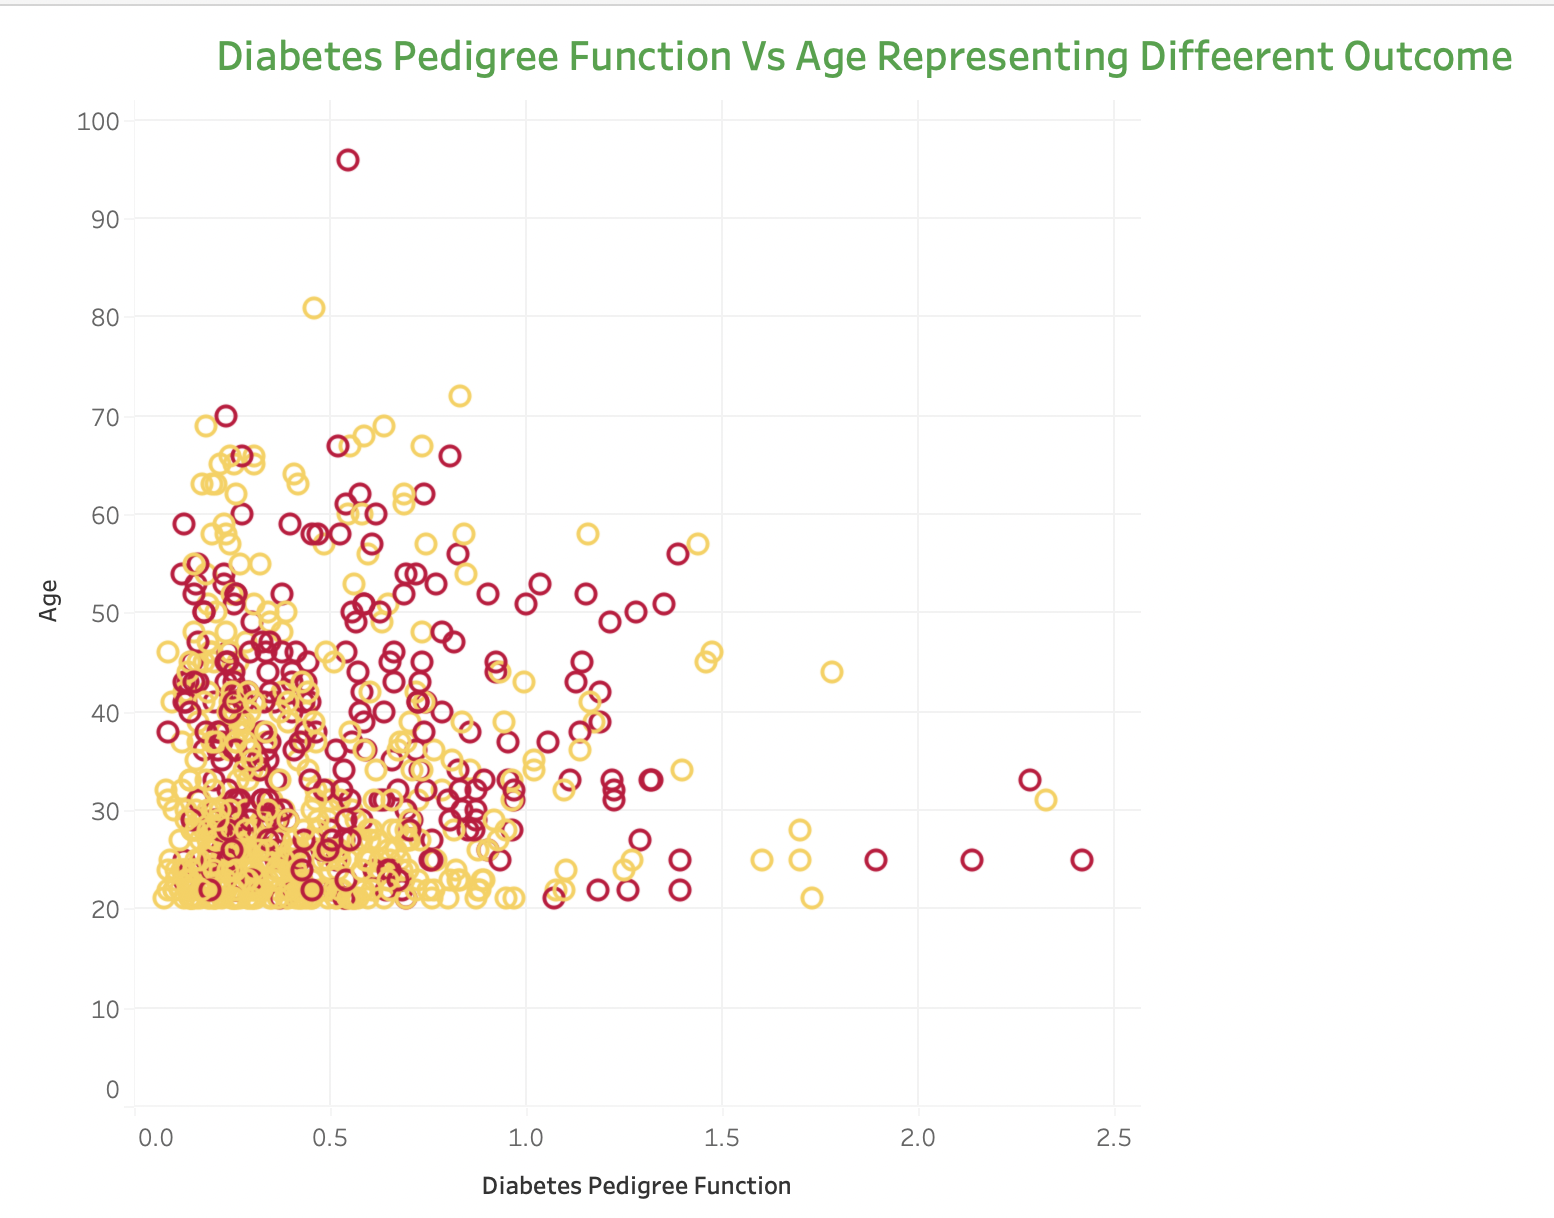 Diabetes Pedigree Function Vs Age Representing Diffeerent Outcome
100
90
80
70
60
50
40
30
20
10
0
Age
0.0 0.5 1.0 1.5 2.0 2.5
Diabetes Pedigree Function